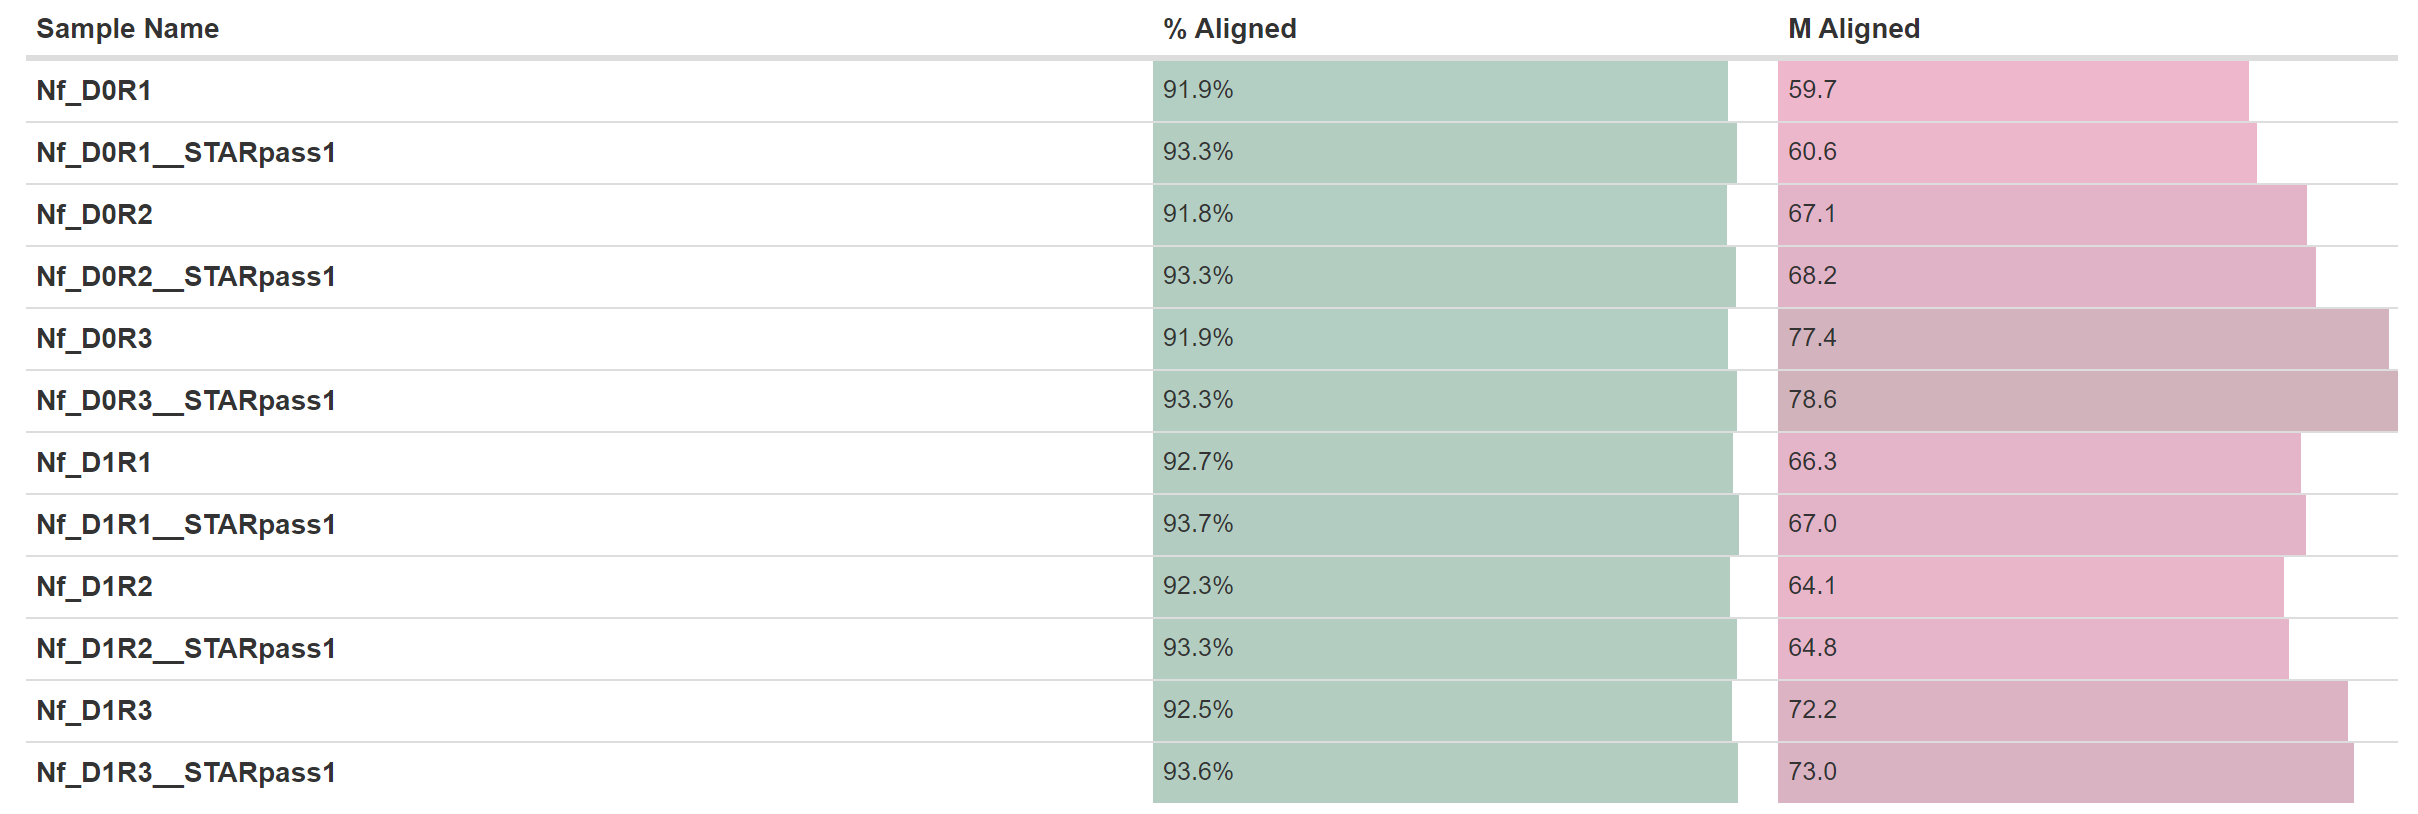 Sample Name % Aligned M Aligned
Nf_D0R1 91.9% 59.7
Nf_D0R1__STARpass1 93.3% 60.6
Nf_D0R2 91.8% 67.1
Nf_D0R2__STARpass1 93.3% 68.2
Nf_D0R3 91.9% 77.4
Nf_D0R3__STARpass1 93.3% 78.6
Nf_D1R1 92.7% 66.3
Nf_D1R1__STARpass1 93.7% 67.0
Nf_D1R2 92.3% 64.1
Nf_D1R2__STARpass1 93.3% 64.8
Nf_D1R3 92.5% 72.2
Nf_D1R3__STARpass1 93.6% 73.0